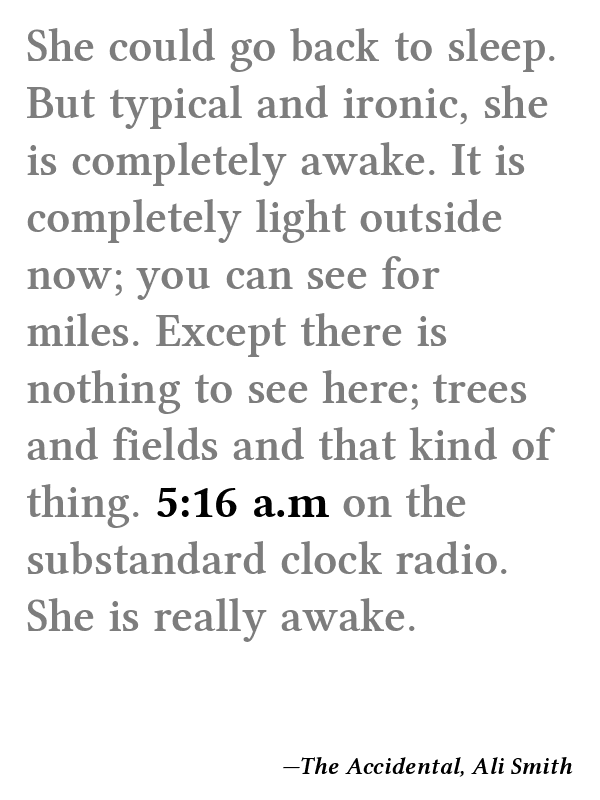 She could go back to sleep.
But typical and ironic, she
is completely awake. It is
completely light outside
now; you can see for
miles. Except there is
nothing to see here; trees
and fields and that kind of
thing. 5:16 a.m on the
substandard clock radio.
She is really awake.
—The Accidental, Ali Smith